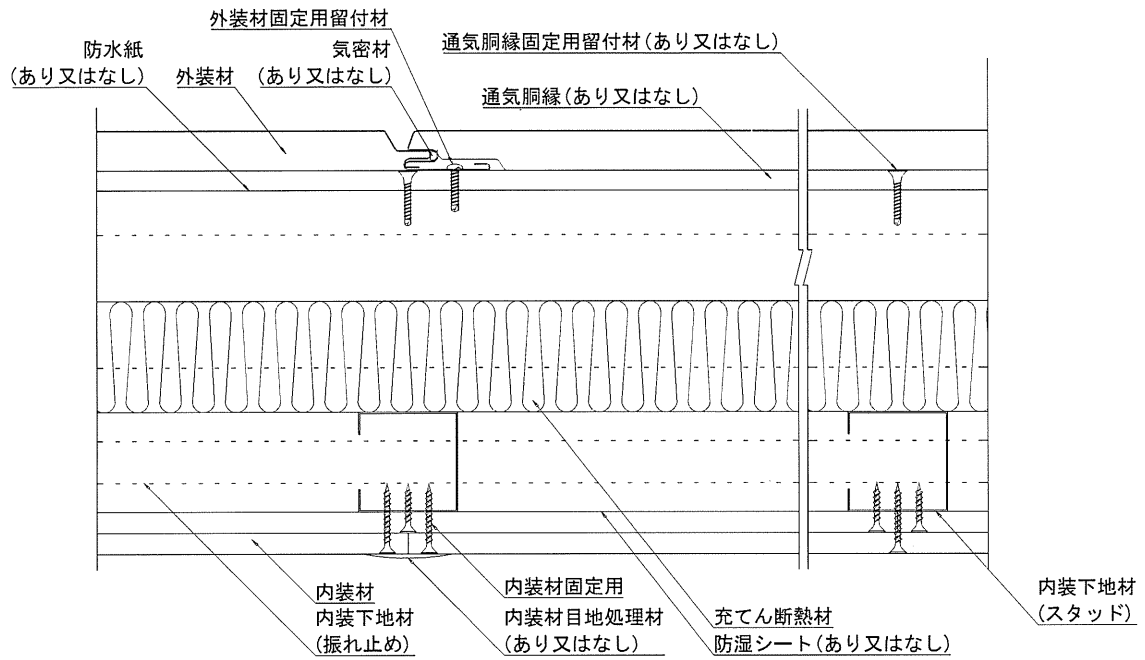 外装材固定用留付材
防水紙
(あり又はなし)
外装材
気密材
(あり又はなし)
通気胴縁固定用留付材(あり又はなし)
通気胴縁(あり又はなし)
内装材
内装下地材
(振れ止め)
内装材固定用
内装材目地処理材
(あり又はなし)
充てん断熱材
防湿シート(あり又はなし)
内装下地材
(スタッド)